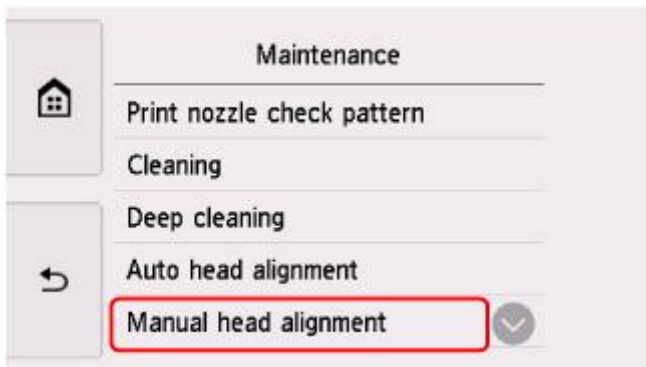 Maintenance
Print nozzle check pattern
Cleaning
Deep cleaning
Auto head alignment
Manual head alignment